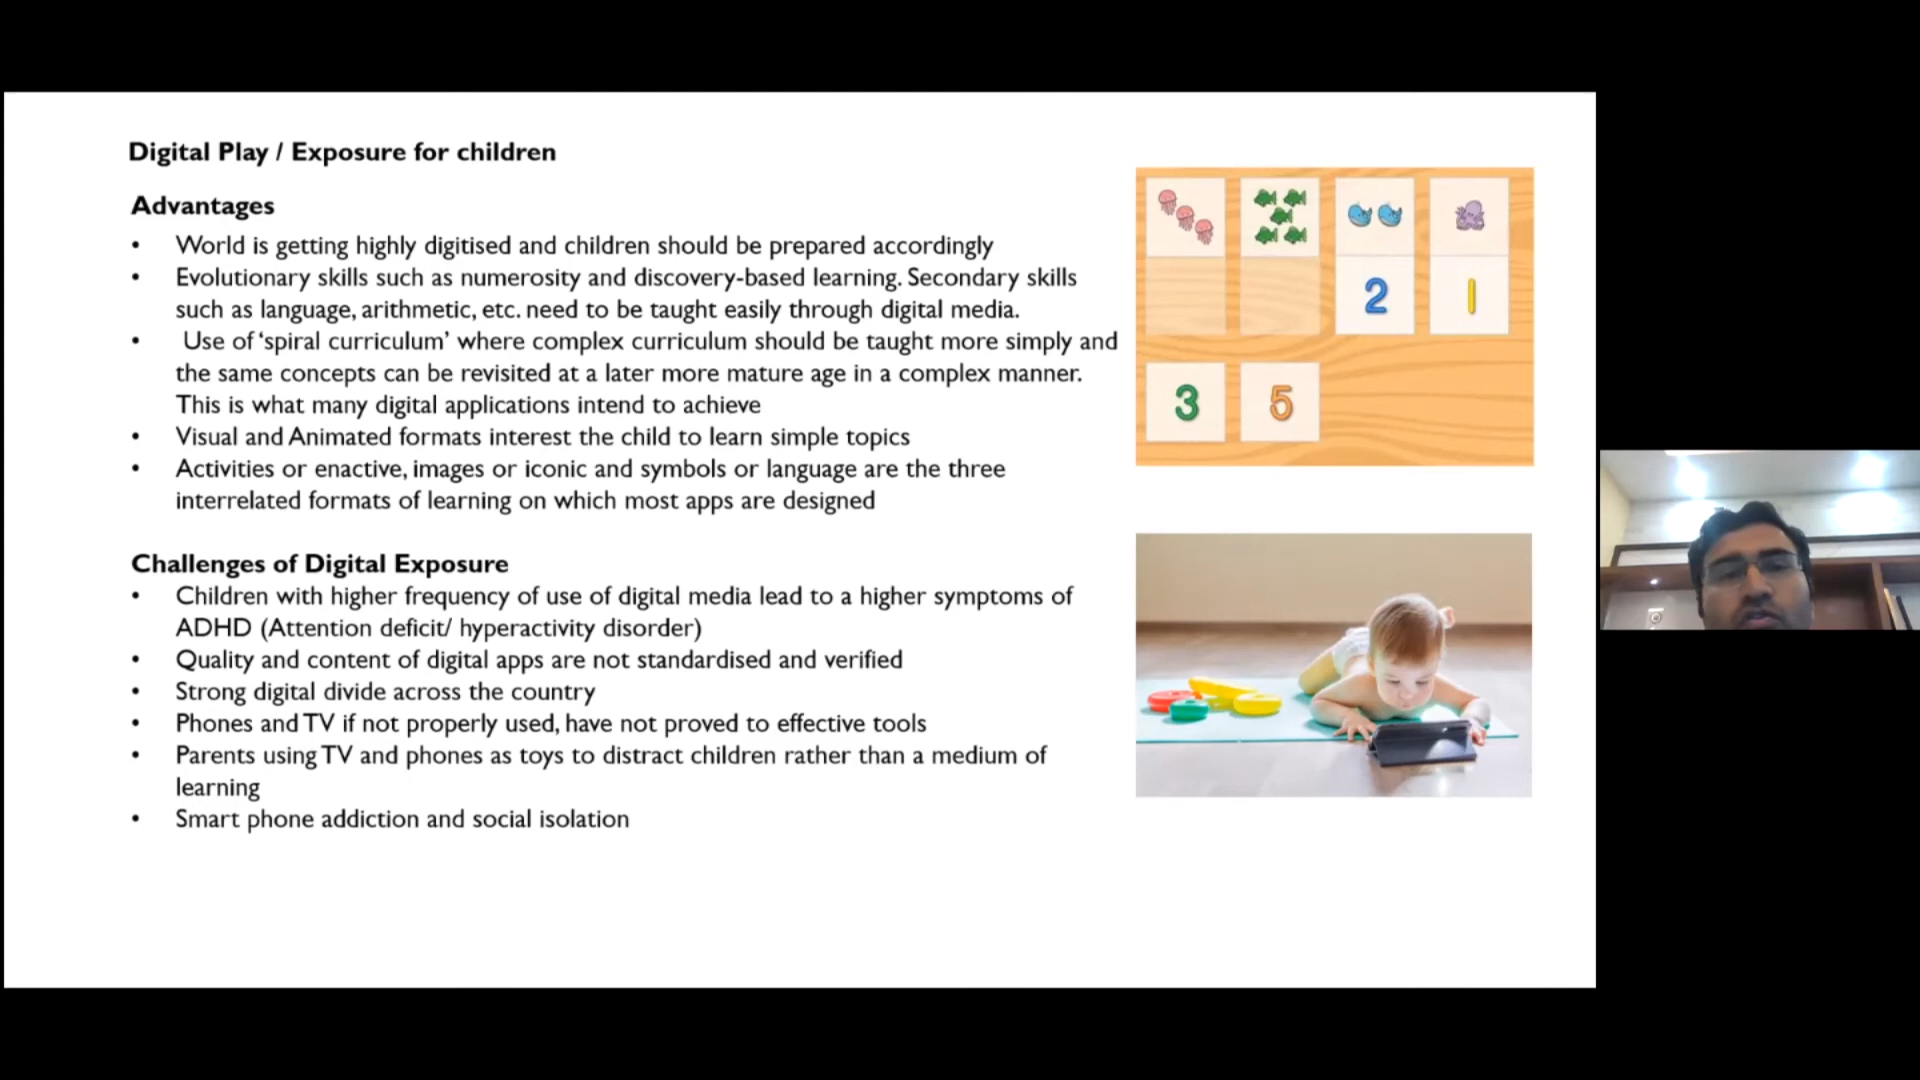 Digital Play / Exposure for children
Advantages
• World is getting highly digitised and children should be prepared accordingly
• Evolutionary skills such as numerosity and discovery-based learning. Secondary skills
such as language, arithmetic, etc. need to be taught easily through digital media.
• Use of ‘spiral curriculum’ where complex curriculum should be taught more simply and
the same concepts can be revisited at a later more mature age in a complex manner.
This is what many digital applications intend to achieve
• Visual and Animated formats interest the child to learn simple topics
• Activities or enactive, images or iconic and symbols or language are the three
interrelated formats of learning on which most apps are designed
Challenges of Digital Exposure
• Children with higher frequency of use of digital media lead to a higher symptoms of
ADHD (Attention deficit/ hyperactivity disorder)
• Quality and content of digital apps are not standardised and verified
• Strong digital divide across the country
• Phones and TV if not properly used, have not proved to effective tools
• Parents using TV and phones as toys to distract children rather than a medium of
learning
• Smart phone addiction and social isolation
2 1
3 5